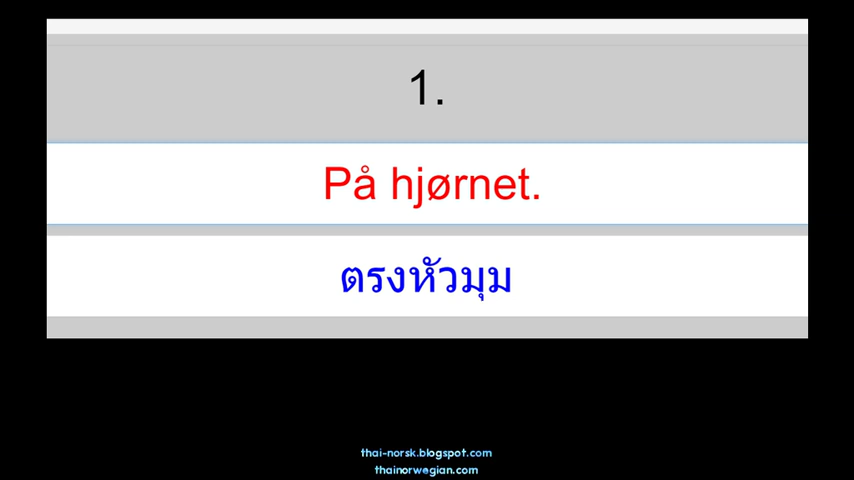 1.
På hjørnet.
ตรงหัวมุม
thai-norsk.blogspot.com
thainorwegian.com